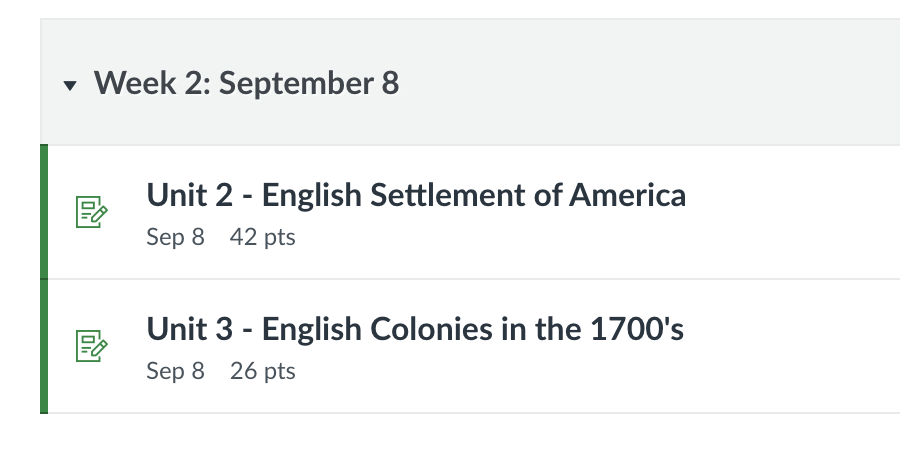 Week 2: September 8
Unit 2 - English Settlement of America
Sep 8 42 pts
Unit 3 - English Colonies in the 1700's
Sep 8 26 pts